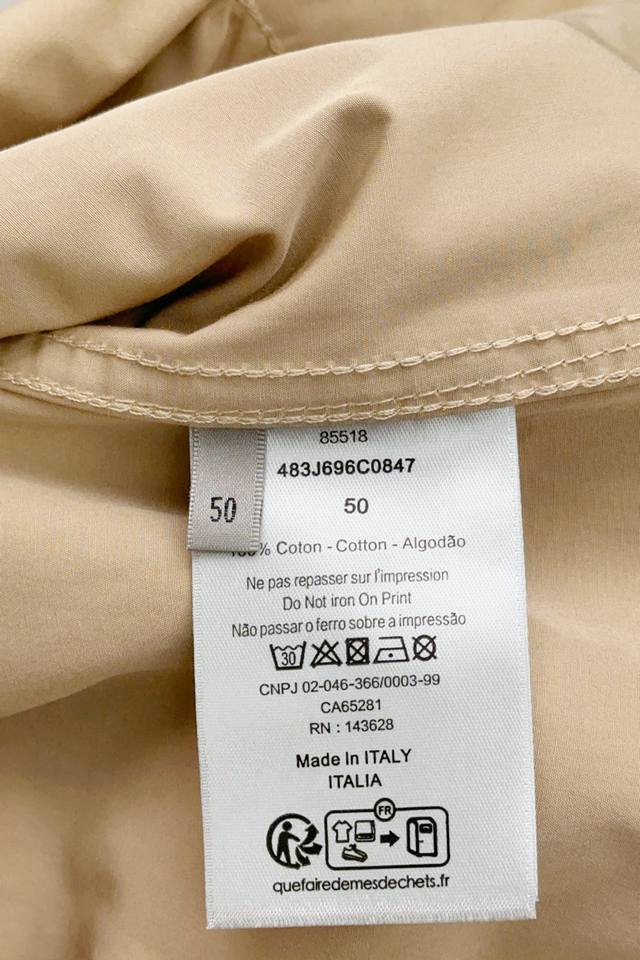 85518
483J696C0847
50
50
% Coton - Cotton - Algodão
Ne pas repasser sur l'impression
Do Not iron On Print
Não passar o ferro sobre a impressão
30
CNPJ 02-046-366/0003-99
CA65281
RN : 143628
Made In ITALY
ITALIA
FR
quefairedemesdechets.fr